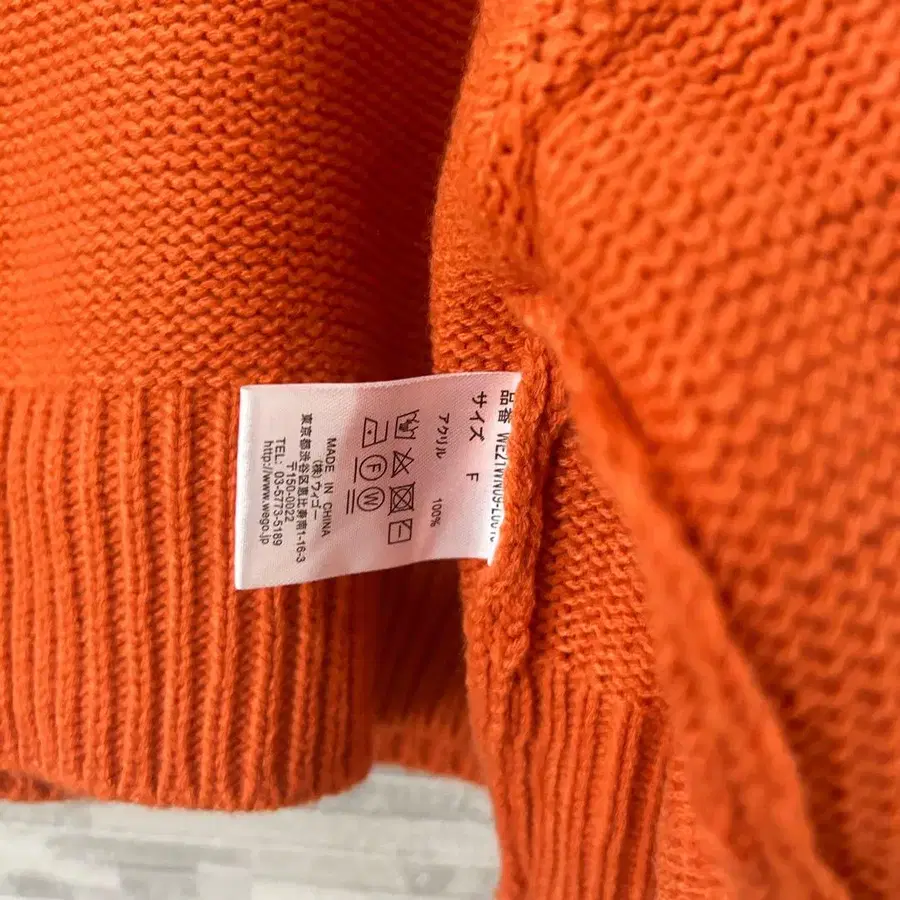 品番 WE21WN09-L0010
サイズ F
アクリル 100%
MADE IN CHINA
(株)ウィゴー
東京都渋谷区恵比寿南1-16-3
〒150-0022
TEL: 03-5773-5189
http://www.wego.jp